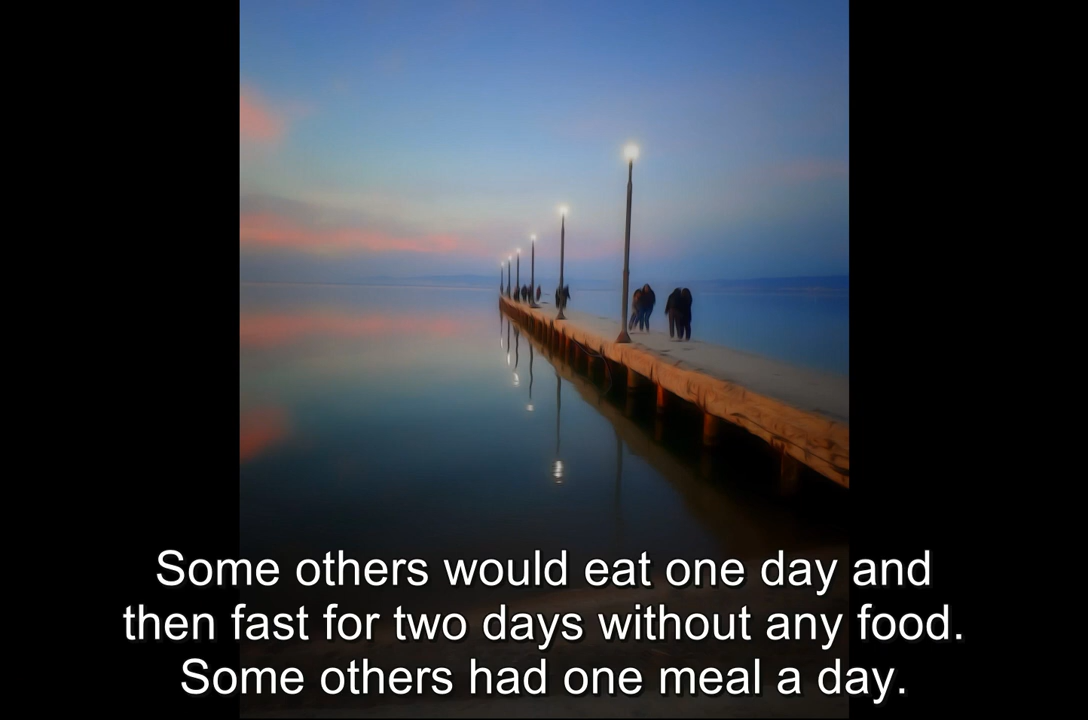 Some others would eat one day and
then fast for two days without any food.
Some others had one meal a day.